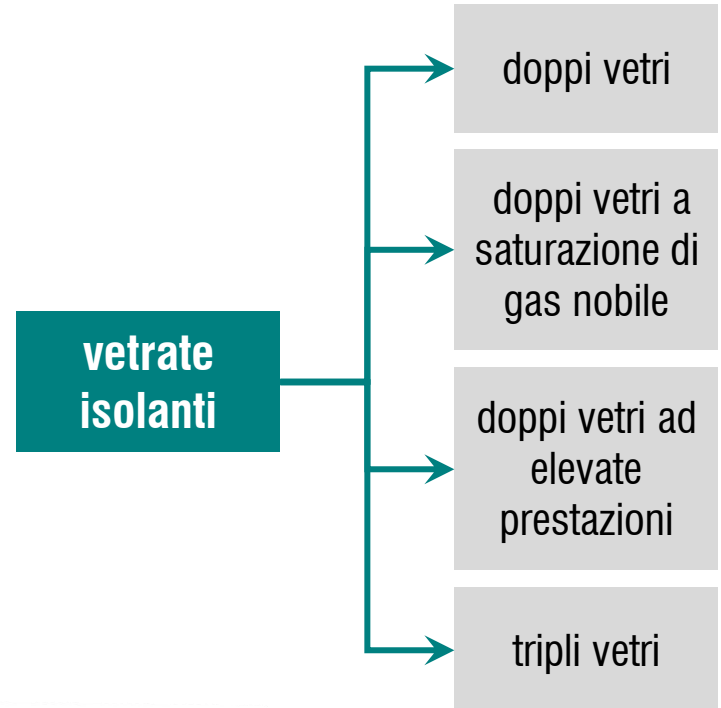 vetrate
isolanti
doppi vetri
doppi vetri a
saturazione di
gas nobile
doppi vetri ad
elevate
prestazioni
tripli vetri